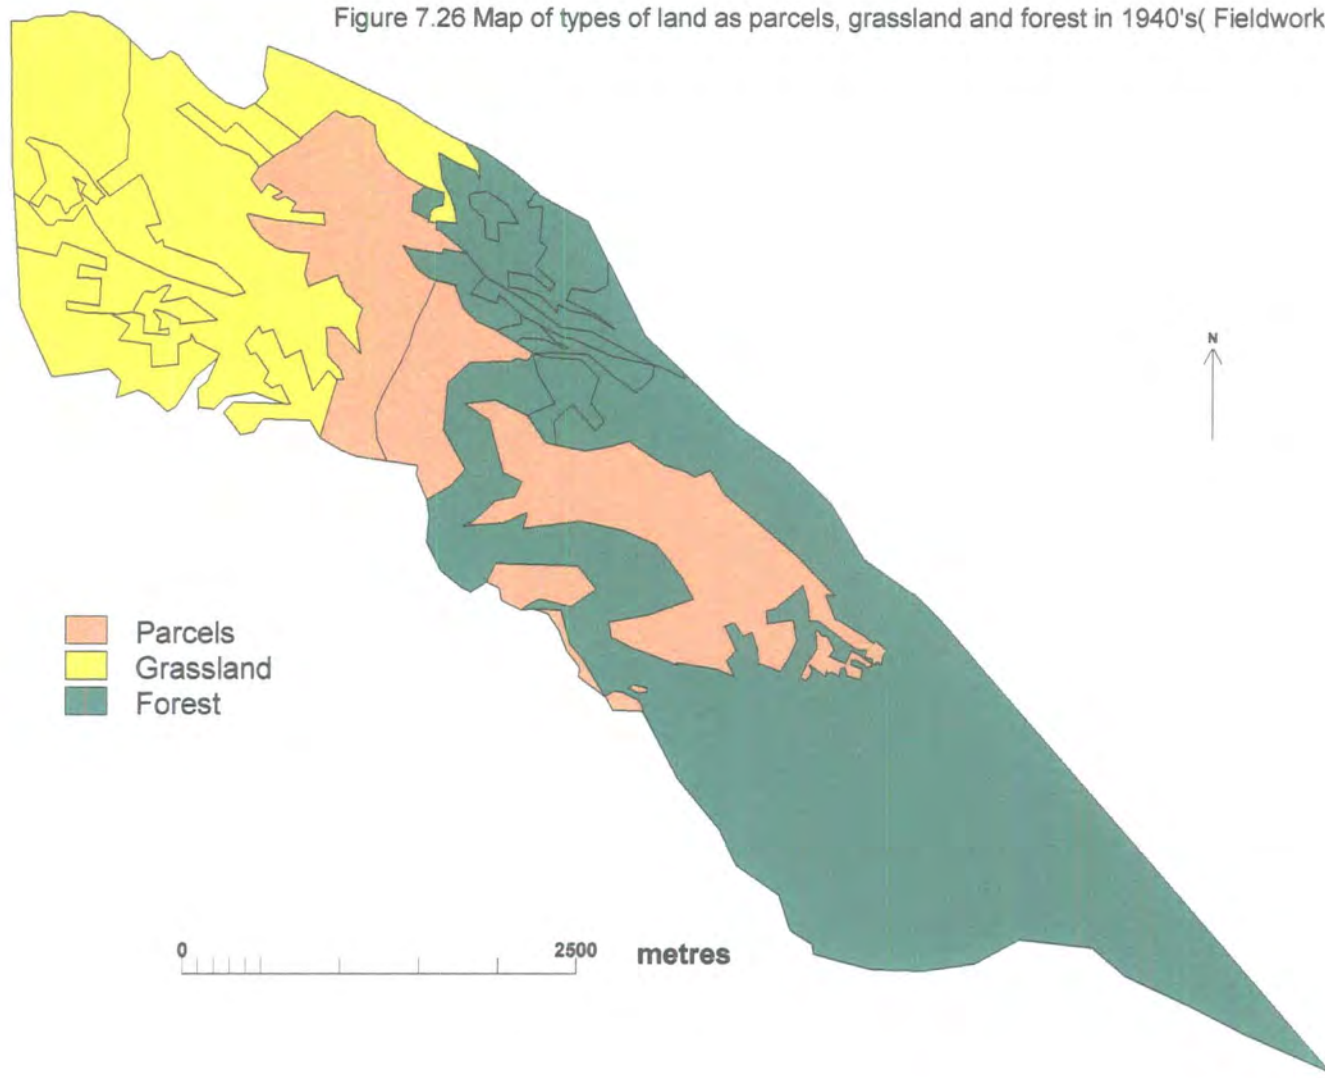 Figure 7.26 Map of types of land as parcels, grassland and forest in 1940's( Fieldwork
N
Parcels
Grassland
Forest
0 2500 metres